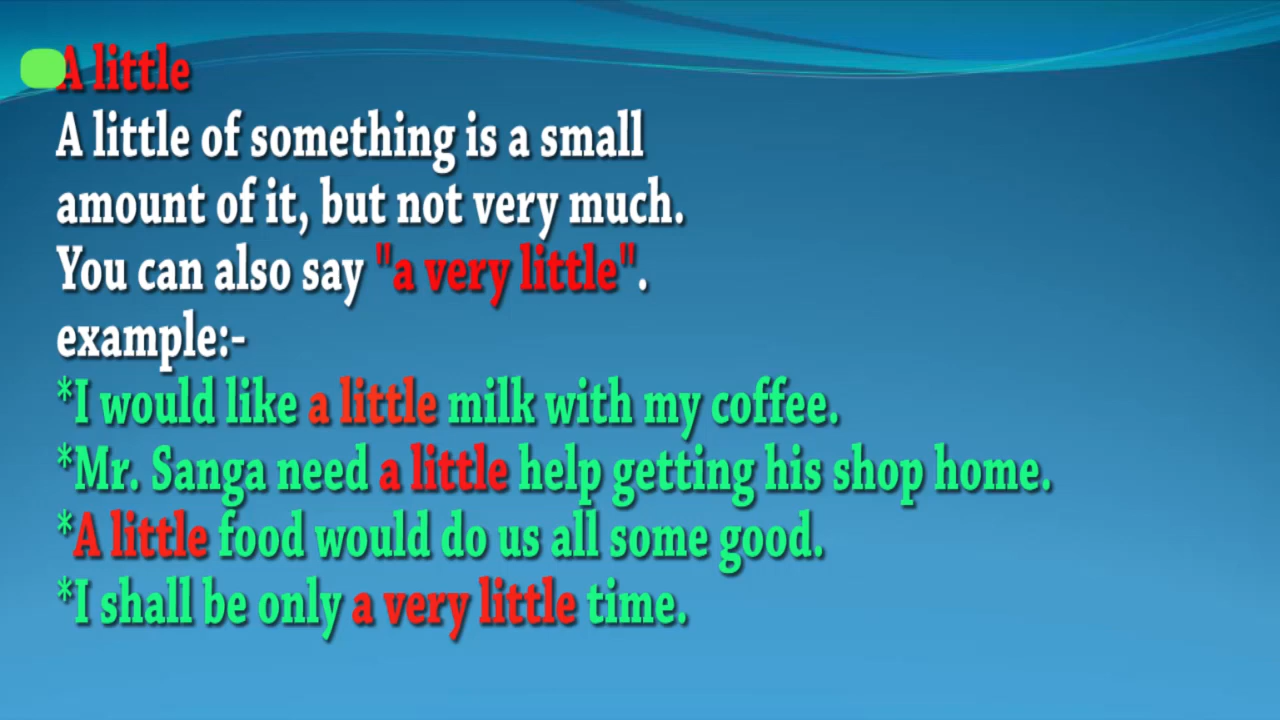 A little
A little of something is a small
amount of it, but not very much.
You can also say "a very little".
example:-
*I would like a little milk with my coffee.
*Mr. Sanga need a little help getting his shop home.
*A little food would do us all some good.
*I shall be only a very little time.